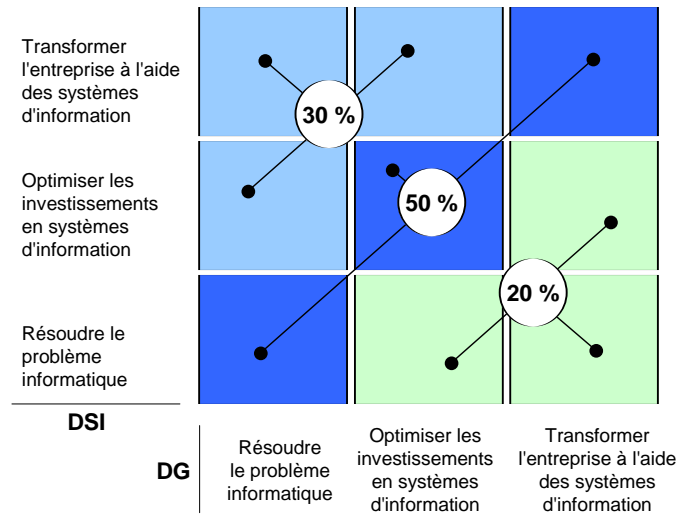 Transformer
l'entreprise à l'aide
des systèmes
d'information
30 %
Optimiser les
investissements
en systèmes
d'information
50 %
20 %
Résoudre le
problème
informatique
DSI
DG
Résoudre
le problème
informatique
Optimiser les
investissements
en systèmes
d'information
Transformer
l'entreprise à l'aide
des systèmes
d'information